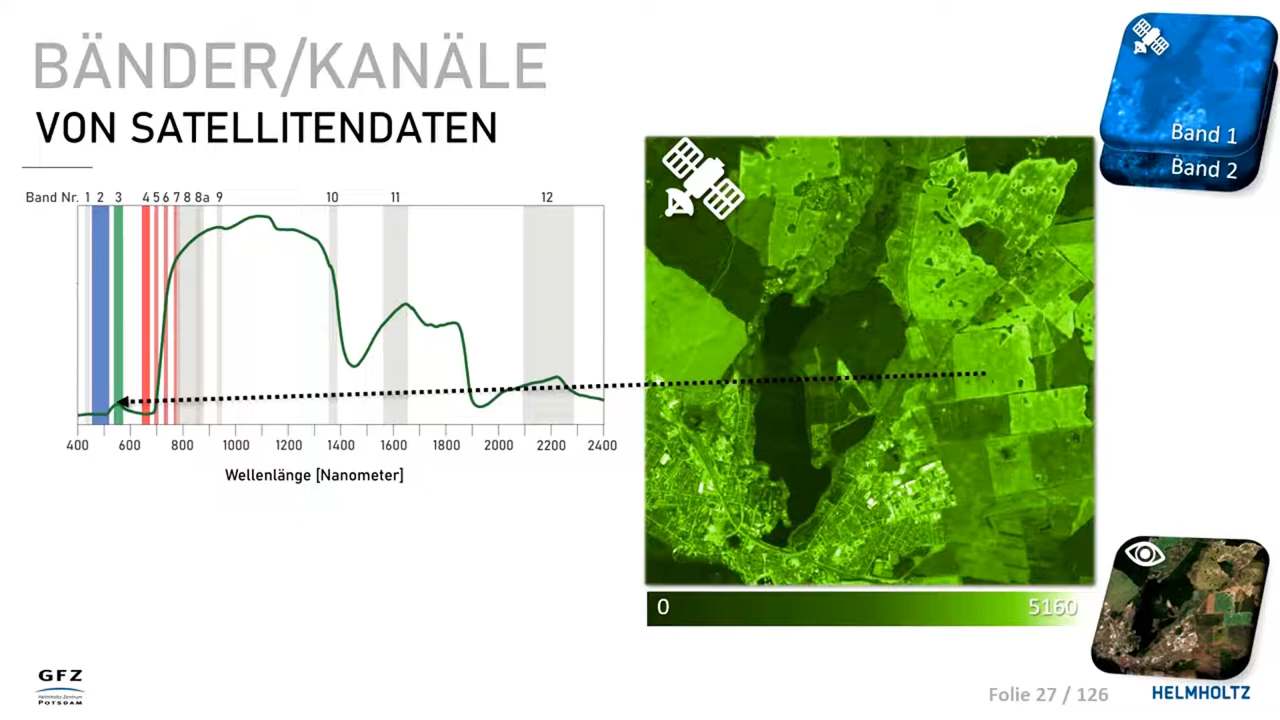 BÄNDER/KANÄLE
VON SATELLITENDATEN
Band 1
Band 2
Band Nr. 1 2 3 4 5 6 7 8 8a 9 10 11 12
400 600 800 1000 1200 1400 1600 1800 2000 2200 2400
Wellenlänge [Nanometer]
0 5160
GFZ
Helmholtz-Zentrum
POTSDAM
Folie 27 / 126
HELMHOLTZ